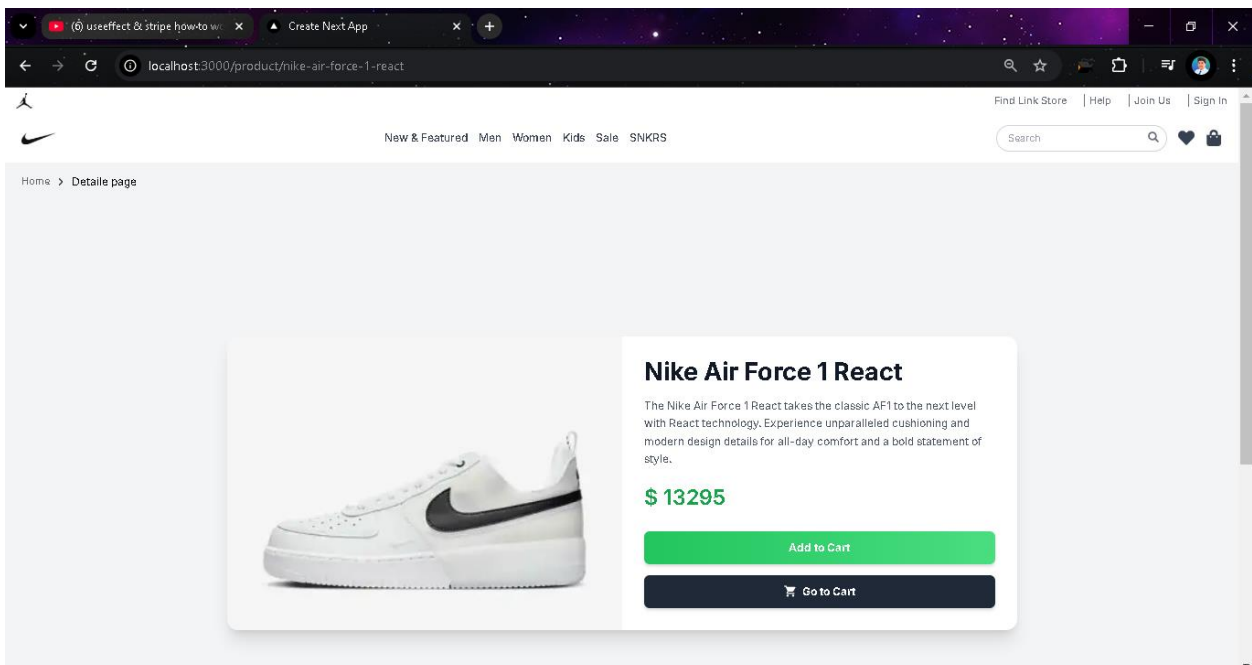 (6) useeffect & stripe how-to wo
Create Next App
localhost:3000/product/nike-air-force-1-react
Find Link Store | Help | Join Us | Sign In
New & Featured Men Women Kids Sale SNKRS
Search
Home > Detaile page
Nike Air Force 1 React
The Nike Air Force 1 React takes the classic AF1 to the next level
with React technology. Experience unparalleled cushioning and
modern design details for all-day comfort and a bold statement of
style.
$ 13295
Add to Cart
Go to Cart